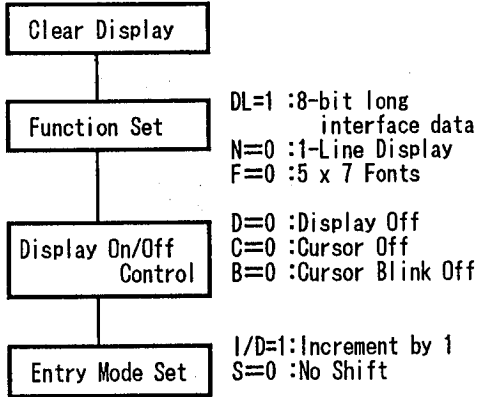 Clear Display
Function Set
DL=1 :8-bit long
interface data
N=0 :1-Line Display
F=0 :5 x 7 Fonts
Display On/Off
Control
D=0 :Display Off
C=0 :Cursor Off
B=0 :Cursor Blink Off
Entry Mode Set
I/D=1:Increment by 1
S=0 :No Shift